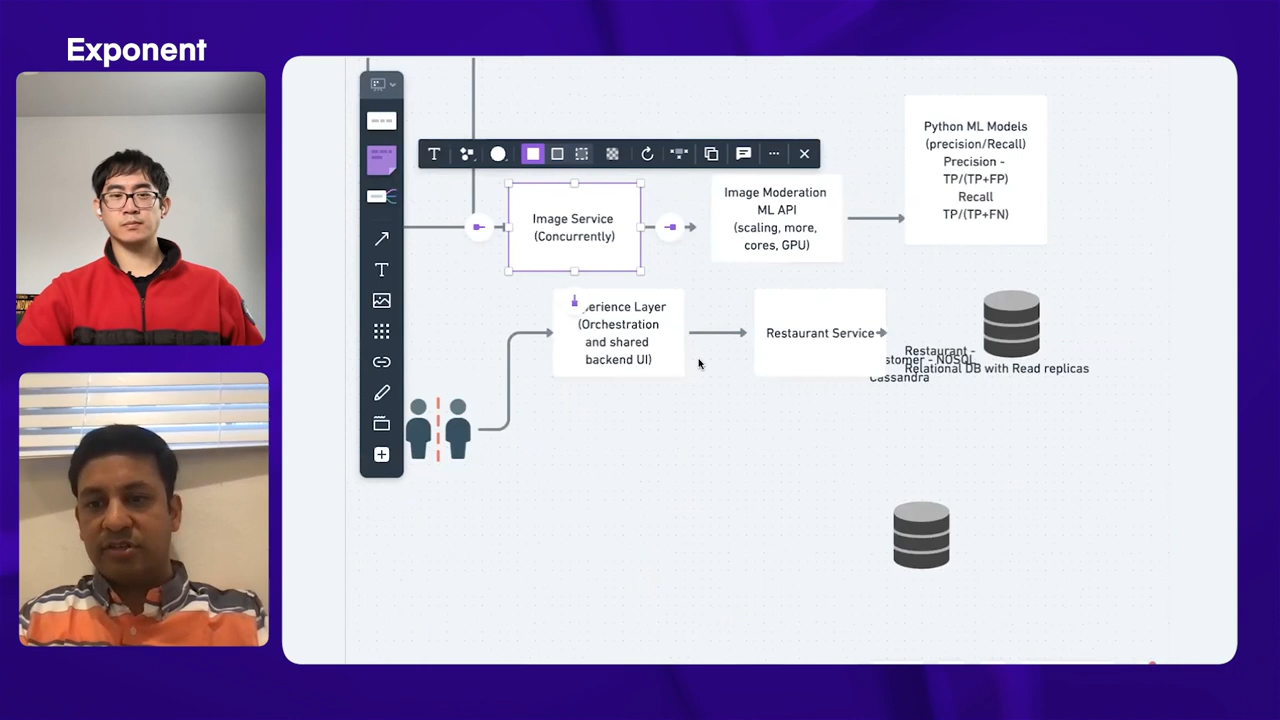 Exponent
Python ML Models
(precision/Recall)
Precision -
TP/(TP+FP)
Recall
TP/(TP+FN)
T
Image Service
(Concurrently)
Image Moderation
ML API
(scaling, more,
cores, GPU)
T
erience Layer
(Orchestration
and shared
backend UI)
Restaurant Service
Restaurant -
Relational DB with Read replicas
stomer - NOSQL
Cassandra